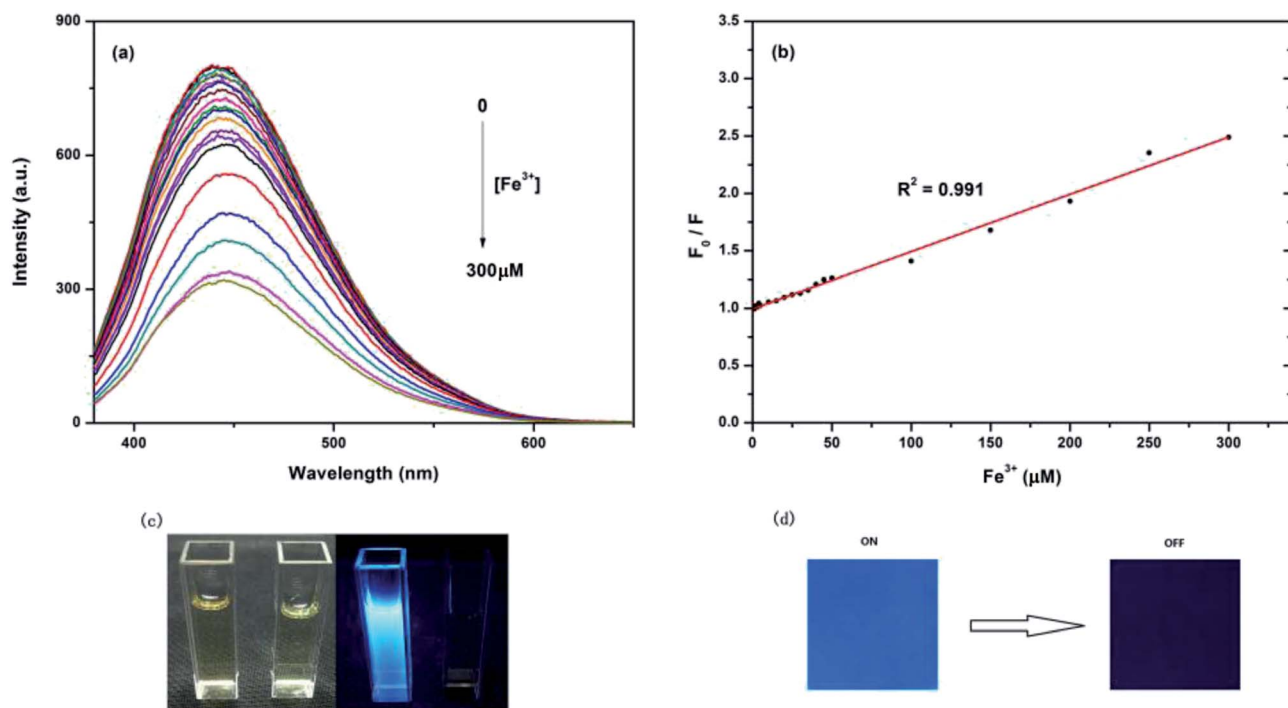 (a)
900
600
300
0
Intensity (a.u.)
400
500
600
Wavelength (nm)
0
[Fe³⁺]
300μM
(b)
3.5
3.0
2.5
2.0
1.5
1.0
0.5
0.0
F₀ / F
R² = 0.991
0
50
100
150
200
250
300
Fe³⁺ (μM)
(c)
(d)
ON
OFF